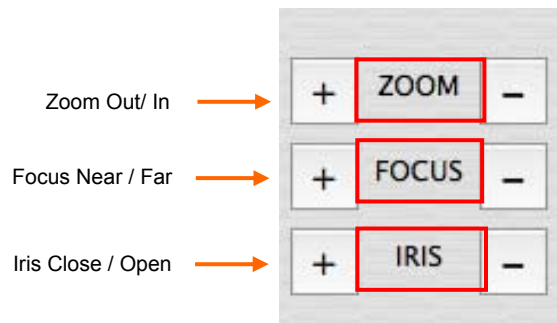 Zoom Out/ In + ZOOM –
Focus Near / Far + FOCUS –
Iris Close / Open + IRIS –